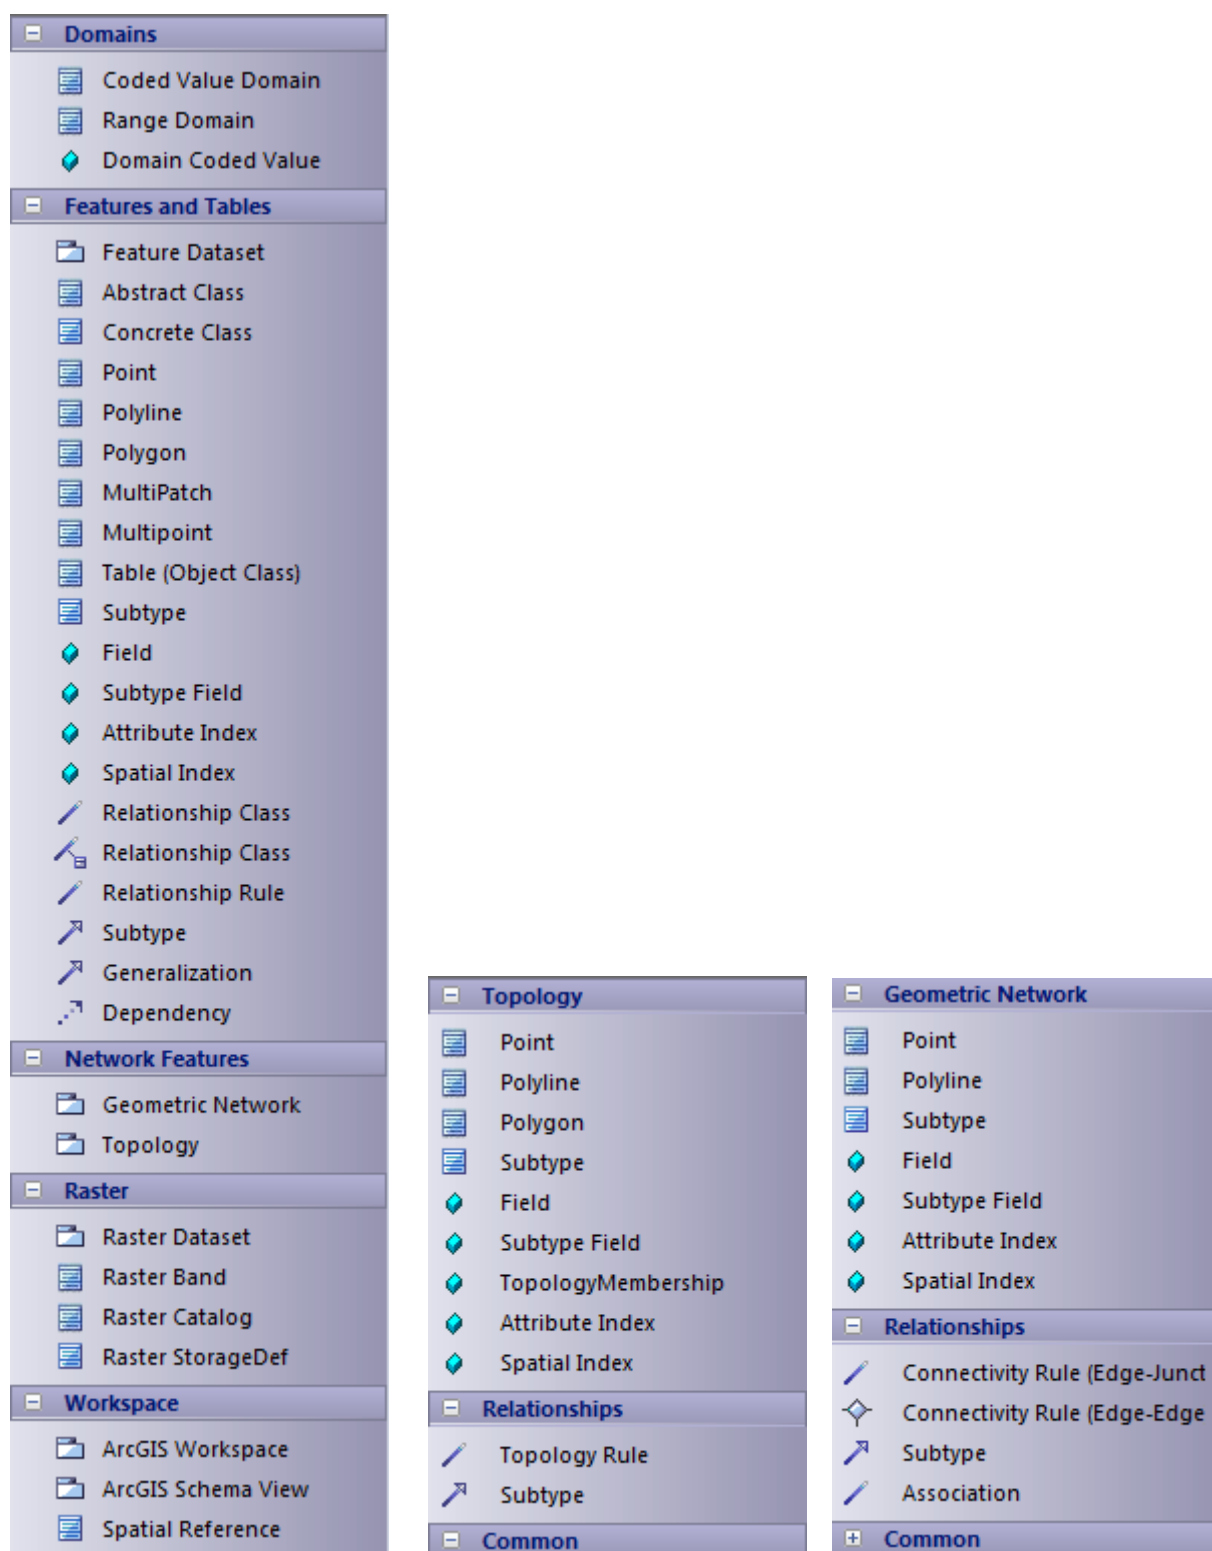 Domains
Coded Value Domain
Range Domain
Domain Coded Value
Features and Tables
Feature Dataset
Abstract Class
Concrete Class
Point
Polyline
Polygon
MultiPatch
Multipoint
Table (Object Class)
Subtype
Field
Subtype Field
Attribute Index
Spatial Index
Relationship Class
Relationship Class
Relationship Rule
Subtype
Generalization
Dependency
Network Features
Geometric Network
Topology
Raster
Raster Dataset
Raster Band
Raster Catalog
Raster StorageDef
Workspace
ArcGIS Workspace
ArcGIS Schema View
Spatial Reference
Topology
Point
Polyline
Polygon
Subtype
Field
Subtype Field
TopologyMembership
Attribute Index
Spatial Index
Relationships
Topology Rule
Subtype
Common
Geometric Network
Point
Polyline
Subtype
Field
Subtype Field
Attribute Index
Spatial Index
Relationships
Connectivity Rule (Edge-Junct
Connectivity Rule (Edge-Edge
Subtype
Association
Common